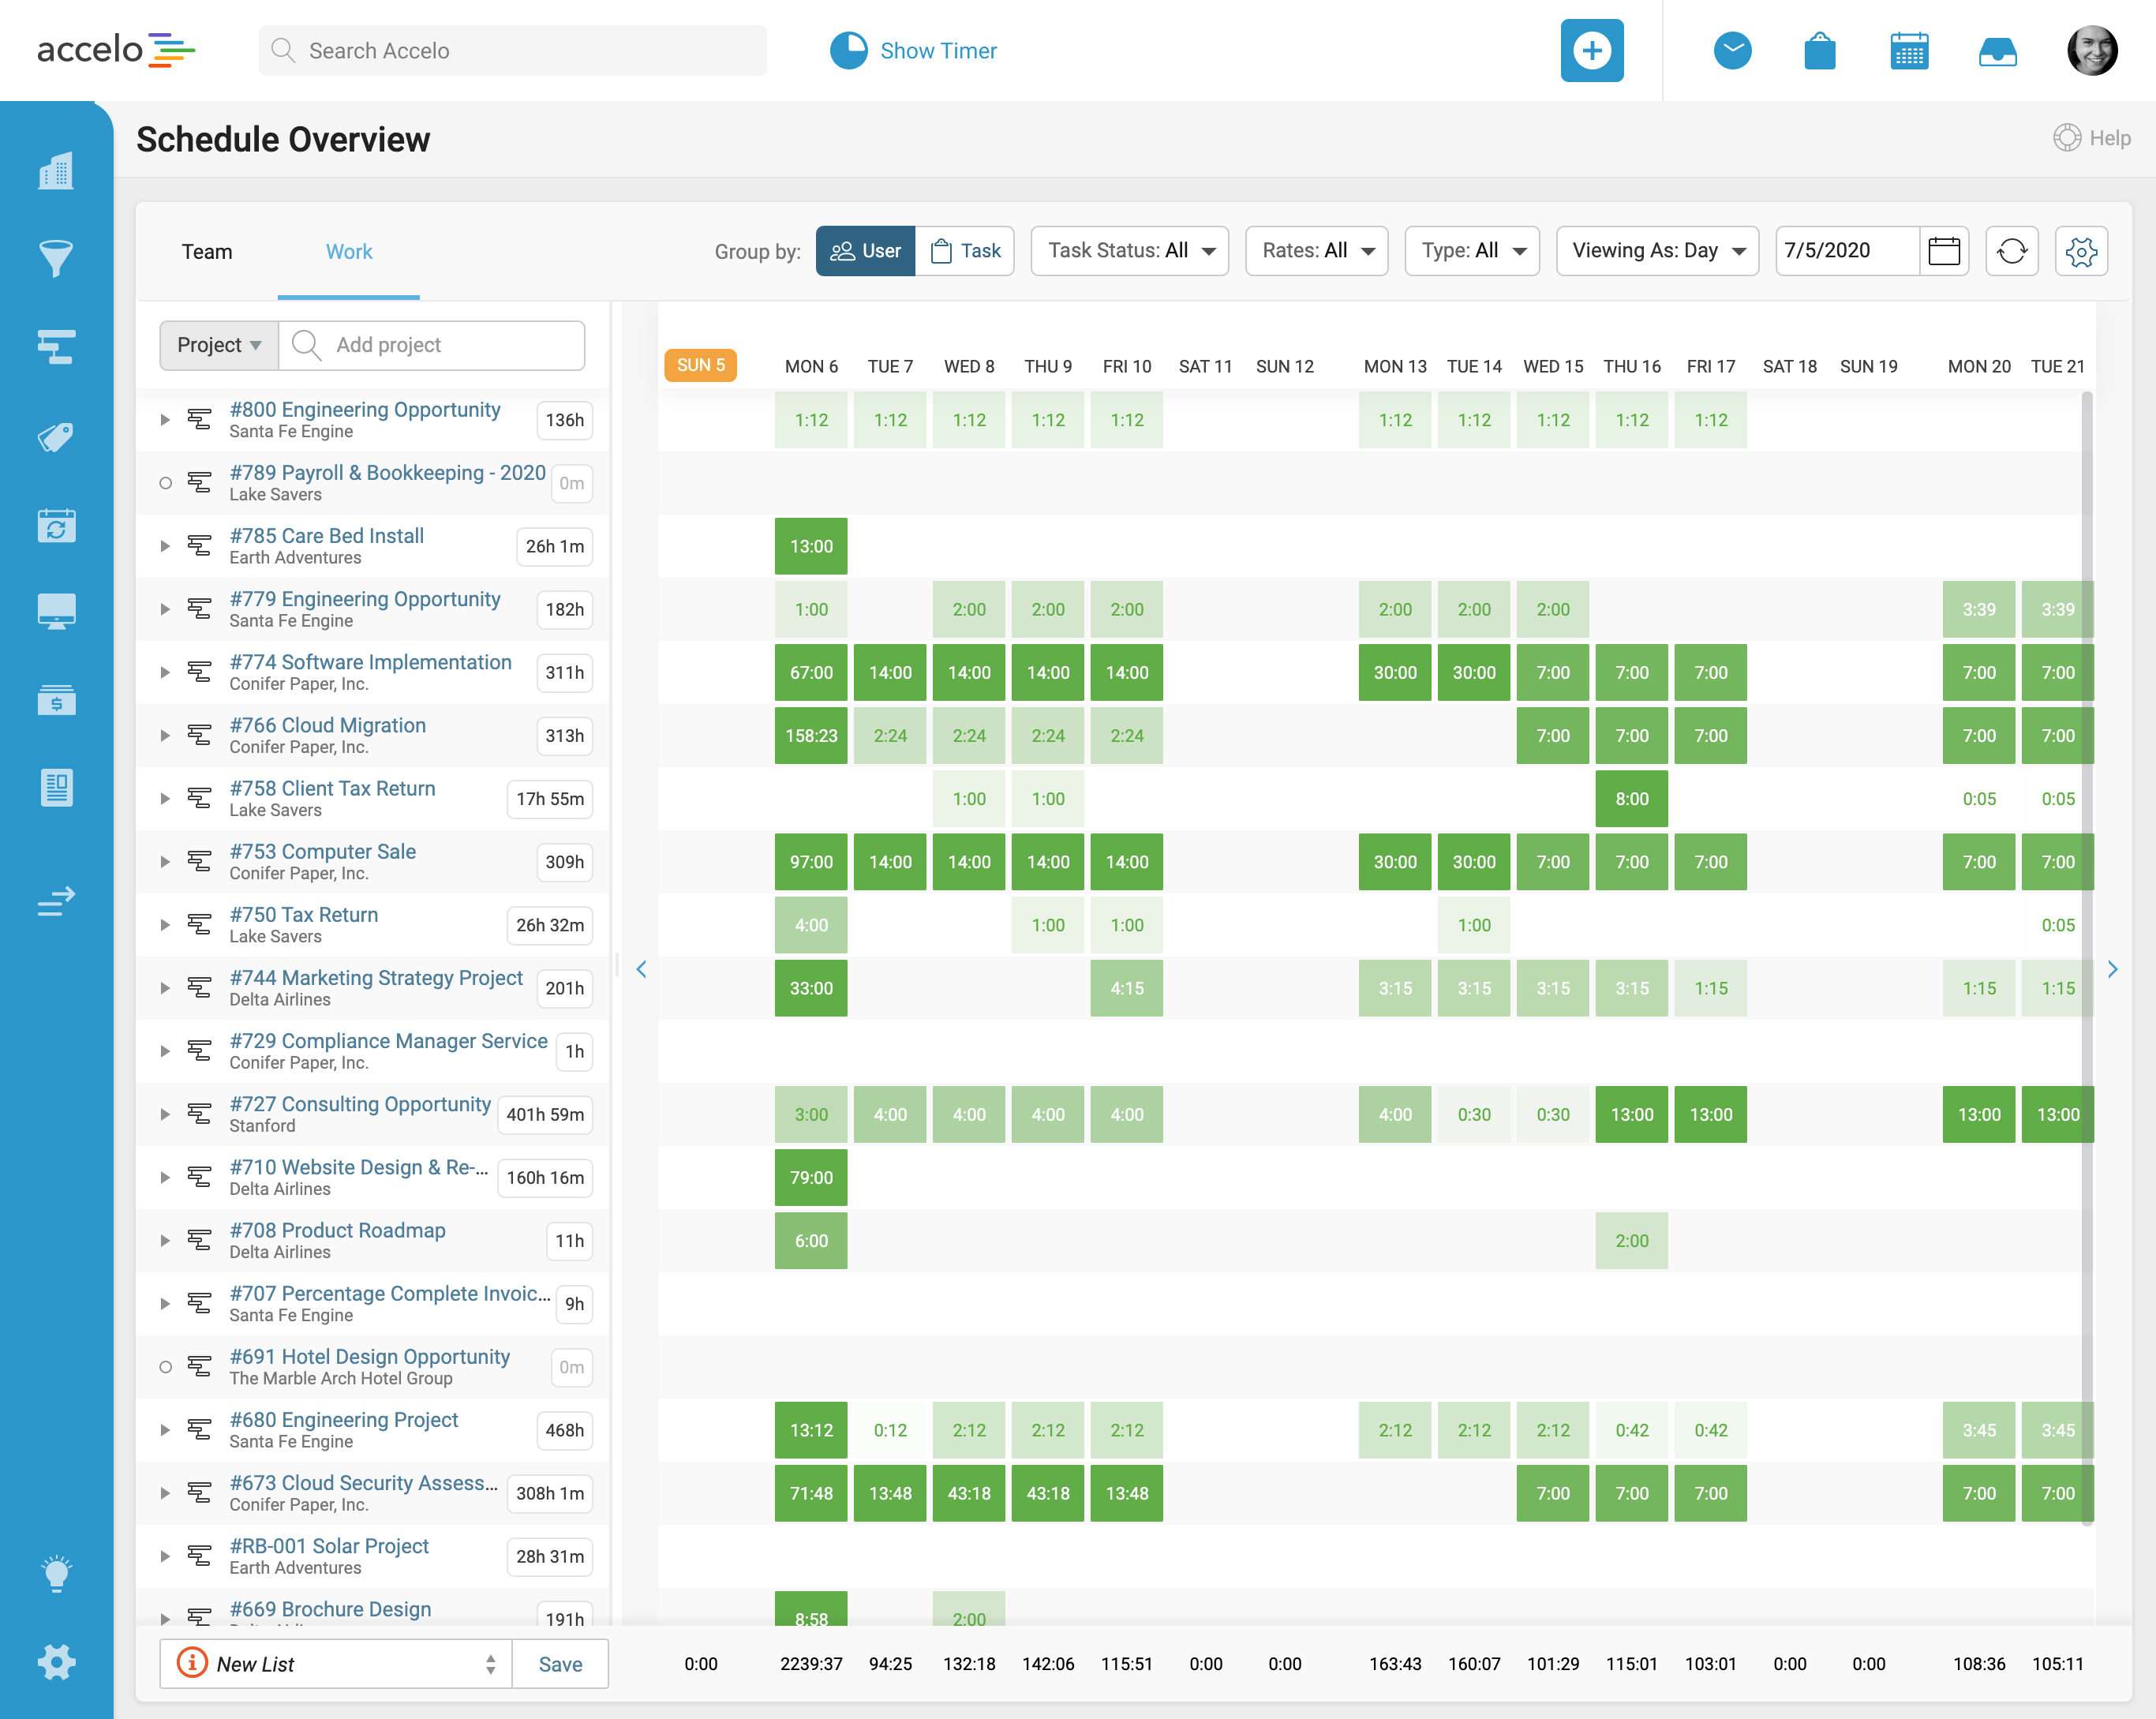 accelo
Search Accelo
Show Timer
Schedule Overview
Help
Team
Work
Group by:
User
Task
Task Status: All
Rates: All
Type: All
Viewing As: Day
7/5/2020
Project
Add project
SUN 5 MON 6 TUE 7 WED 8 THU 9 FRI 10 SAT 11 SUN 12 MON 13 TUE 14 WED 15 THU 16 FRI 17 SAT 18 SUN 19 MON 20 TUE 21
#800 Engineering Opportunity
Santa Fe Engine
136h
1:12 1:12 1:12 1:12 1:12 1:12 1:12 1:12 1:12 1:12
#789 Payroll & Bookkeeping - 2020
Lake Savers
0m
#785 Care Bed Install
Earth Adventures
26h 1m
13:00
#779 Engineering Opportunity
Santa Fe Engine
182h
1:00 2:00 2:00 2:00 2:00 2:00 2:00 3:39 3:39
#774 Software Implementation
Conifer Paper, Inc.
311h
67:00 14:00 14:00 14:00 14:00 30:00 30:00 7:00 7:00 7:00 7:00 7:00
#766 Cloud Migration
Conifer Paper, Inc.
313h
158:23 2:24 2:24 2:24 2:24 7:00 7:00 7:00 7:00 7:00
#758 Client Tax Return
Lake Savers
17h 55m
1:00 1:00 8:00 0:05 0:05
#753 Computer Sale
Conifer Paper, Inc.
309h
97:00 14:00 14:00 14:00 14:00 30:00 30:00 7:00 7:00 7:00 7:00 7:00
#750 Tax Return
Lake Savers
26h 32m
4:00 1:00 1:00 1:00 0:05
#744 Marketing Strategy Project
Delta Airlines
201h
33:00 4:15 3:15 3:15 3:15 3:15 1:15 1:15 1:15
#729 Compliance Manager Service
Conifer Paper, Inc.
1h
#727 Consulting Opportunity
Stanford
401h 59m
3:00 4:00 4:00 4:00 4:00 4:00 0:30 0:30 13:00 13:00 13:00 13:00
#710 Website Design & Re-...
Delta Airlines
160h 16m
79:00
#708 Product Roadmap
Delta Airlines
11h
6:00 2:00
#707 Percentage Complete Invoic...
Santa Fe Engine
9h
#691 Hotel Design Opportunity
The Marble Arch Hotel Group
0m
#680 Engineering Project
Santa Fe Engine
468h
13:12 0:12 2:12 2:12 2:12 2:12 2:12 2:12 0:42 0:42 3:45 3:45
#673 Cloud Security Assess...
Conifer Paper, Inc.
308h 1m
71:48 13:48 43:18 43:18 13:48 7:00 7:00 7:00 7:00 7:00
#RB-001 Solar Project
Earth Adventures
28h 31m
#669 Brochure Design
191h
8:58 2:00
New List
Save
0:00 2239:37 94:25 132:18 142:06 115:51 0:00 0:00 163:43 160:07 101:29 115:01 103:01 0:00 0:00 108:36 105:11